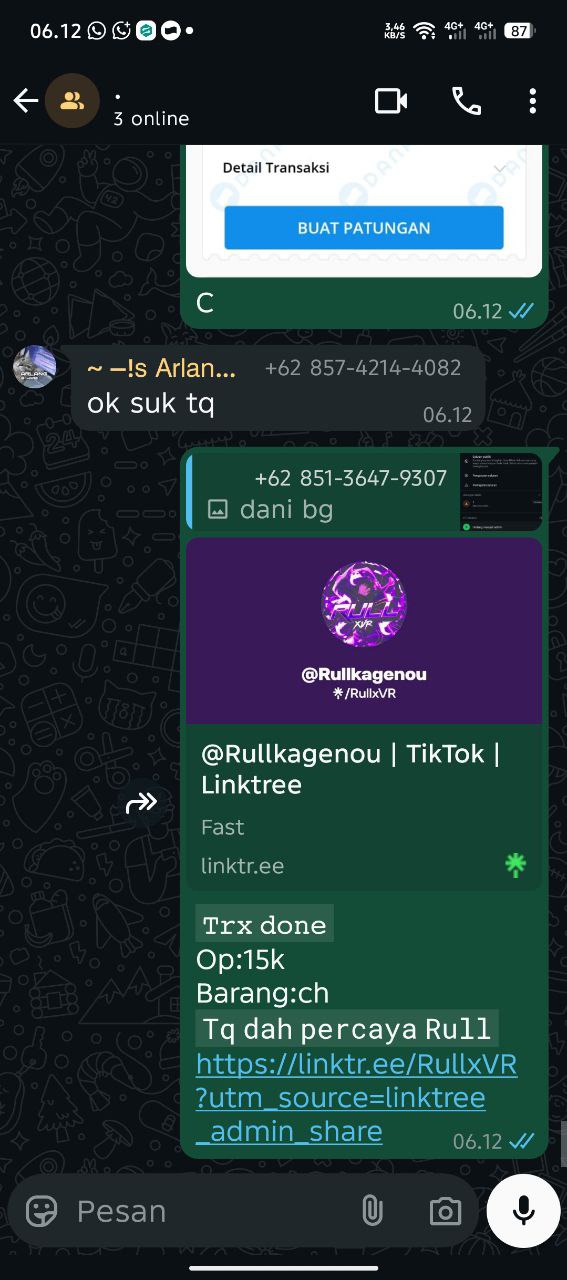 06.12
3,46 KB/S 4G+ 4G+ 87
.
3 online
Detail Transaksi
DANA
BUAT PATUNGAN
C
06.12
~ –!s Arlan... +62 857-4214-4082
ok suk tq
06.12
+62 851-3647-9307
dani bg
RULL
XVR
@Rullkagenou
/RullxVR
@Rullkagenou | TikTok |
Linktree
Fast
linktr.ee
Trx done
Op:15k
Barang:ch
Tq dah percaya Rull
https://linktr.ee/RullxVR
?utm_source=linktree
_admin_share
06.12
Pesan